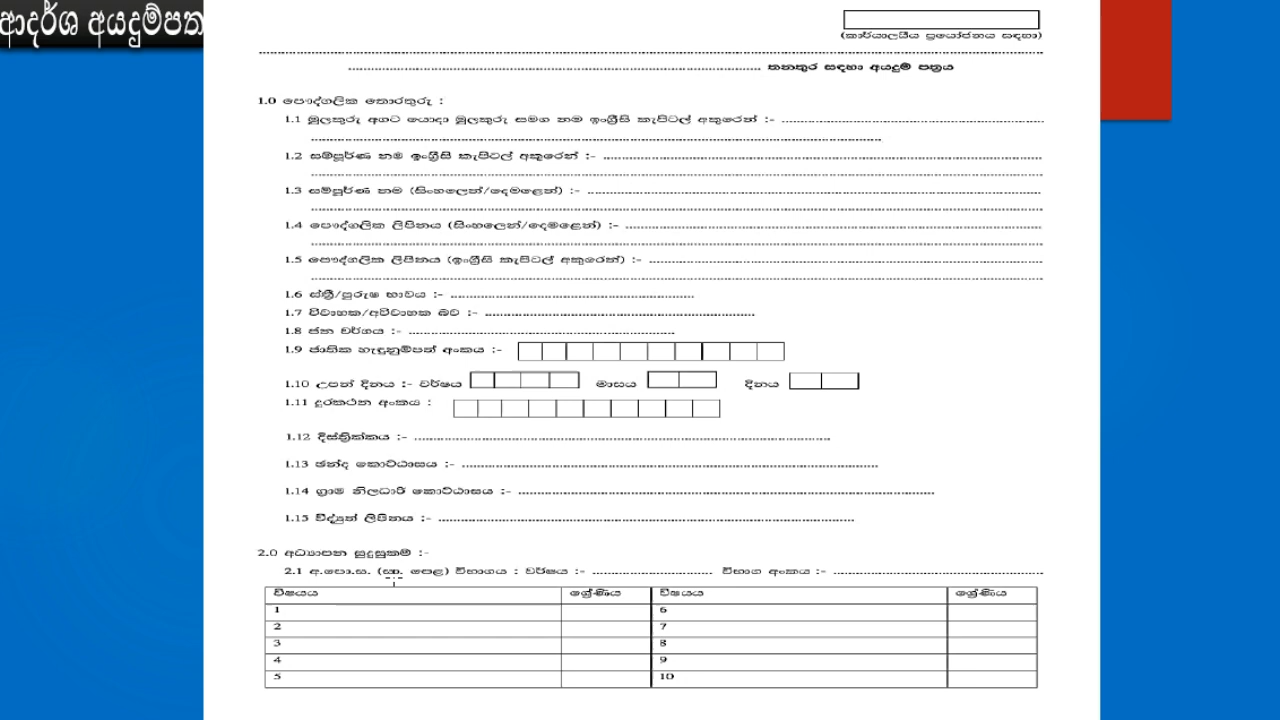 ආදර්ශ අයදුම්පත
(කාර්යාලයීය ප්‍රයෝජනය සඳහා)
................................................................
................................ තනතුර සඳහා අයදුම් පත්‍රය
1.0 පෞද්ගලික තොරතුරු :
1.1 මුලකුරු අගට යොදා මුලකුරු සමග නම ඉංග්‍රීසි කැපිටල් අකුරෙන් :- ................................
................................................................
1.2 සම්පූර්ණ නම ඉංග්‍රීසි කැපිටල් අකුරෙන් :- ................................
................................................................
1.3 සම්පූර්ණ නම (සිංහලෙන්/දෙමළෙන්) :- ................................
................................................................
1.4 පෞද්ගලික ලිපිනය (සිංහලෙන්/දෙමළෙන්) :- ................................
................................................................
1.5 පෞද්ගලික ලිපිනය (ඉංග්‍රීසි කැපිටල් අකුරෙන්) :- ................................
................................................................
1.6 ස්ත්‍රී/පුරුෂ භාවය :- ................................
1.7 විවාහක/අවිවාහක බව :- ................................
1.8 ජන වර්ගය :- ................................
1.9 ජාතික හැඳුනුම්පත් අංකය :-
1.10 උපන් දිනය :- වර්ෂය මාසය දිනය
1.11 දුරකථන අංකය :
1.12 දිස්ත්‍රික්කය :- ................................
1.13 ඡන්ද කොට්ඨාසය :- ................................
1.14 ග්‍රාම නිලධාරි කොට්ඨාසය :- ................................
1.15 විද්‍යුත් ලිපිනය :- ................................
2.0 අධ්‍යාපන සුදුසුකම් :-
2.1 අ.පො.ස. (සා. පෙළ) විභාගය : වර්ෂය :- ................ විභාග අංකය :- ................................
විෂයය ශ්‍රේණිය විෂයය ශ්‍රේණිය
1 6
2 7
3 8
4 9
5 10